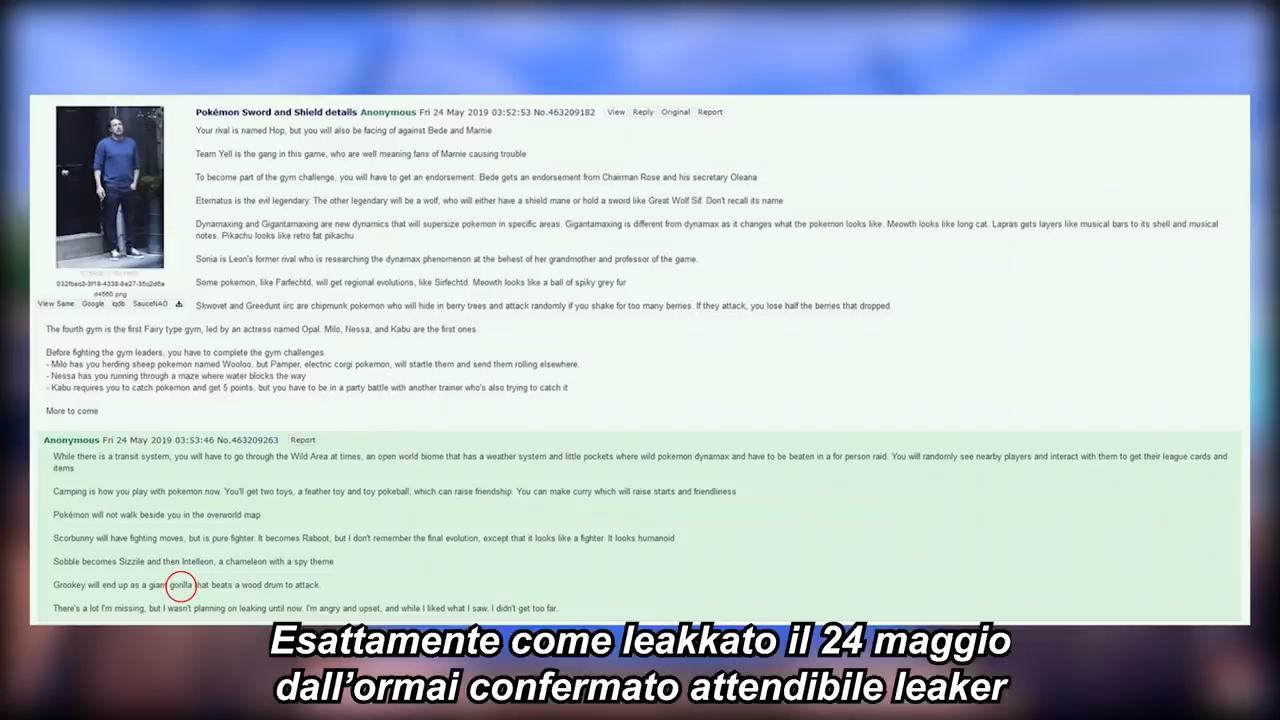 Pokémon Sword and Shield details Anonymous Fri 24 May 2019 03:52:53 No.463209182 View Reply Original Report
Your rival is named Hop, but you will also be facing of against Bede and Marnie
Team Yell is the gang in this game, who are well meaning fans of Marnie causing trouble
To become part of the gym challenge, you will have to get an endorsement. Bede gets an endorsement from Chairman Rose and his secretary Oleana
Eternatus is the evil legendary. The other legendary will be a wolf, who will either have a shield mane or hold a sword like Great Wolf Sif. Don't recall its name
Dynamaxing and Gigantamaxing are new dynamics that will supersize pokemon in specific areas. Gigantamaxing is different from dynamax as it changes what the pokemon looks like. Meowth looks like long cat. Lapras gets layers like musical bars to its shell and musical
notes. Pikachu looks like retro fat pikachu
Sonia is Leon's former rival who is researching the dynamax phenomenon at the behest of her grandmother and professor of the game.
Some pokemon, like Farfechtd, will get regional evolutions, like Sirfechtd. Meowth looks like a ball of spiky grey fur
Skwovet and Greedunt iirc are chipmunk pokemon who will hide in berry trees and attack randomly if you shake for too many berries. If they attack, you lose half the berries that dropped.
d4560.png
View Same Google iqdb SauceNAO
The fourth gym is the first Fairy type gym, led by an actress named Opal. Milo, Nessa, and Kabu are the first ones.
Before fighting the gym leaders, you have to complete the gym challenges
- Milo has you herding sheep pokemon named Wooloo, but Pamper, electric corgi pokemon, will startle them and send them rolling elsewhere.
- Nessa has you running through a maze where water blocks the way
- Kabu requires you to catch pokemon and get 5 points, but you have to be in a party battle with another trainer who's also trying to catch it
More to come
Anonymous Fri 24 May 2019 03:53:46 No.463209263 Report
While there is a transit system, you will have to go through the Wild Area at times, an open world biome that has a weather system and little pockets where wild pokemon dynamax and have to be beaten in a for person raid. You will randomly see nearby players and interact with them to get their league cards and
items
Camping is how you play with pokemon now. You'll get two toys, a feather toy and toy pokeball, which can raise friendship. You can make curry which will raise starts and friendliness
Pokémon will not walk beside you in the overworld map
Scorbunny will have fighting moves, but is pure fighter. It becomes Raboot, but I don't remember the final evolution, except that it looks like a fighter. It looks humanoid
Sobble becomes Sizzile and then Intelleon, a chameleon with a spy theme
Grookey will end up as a giant gorilla that beats a wood drum to attack.
There's a lot I'm missing, but I wasn't planning on leaking until now. I'm angry and upset, and while I liked what I saw, I didn't get too far.
Esattamente come leakkato il 24 maggio
dall'ormai confermato attendibile leaker